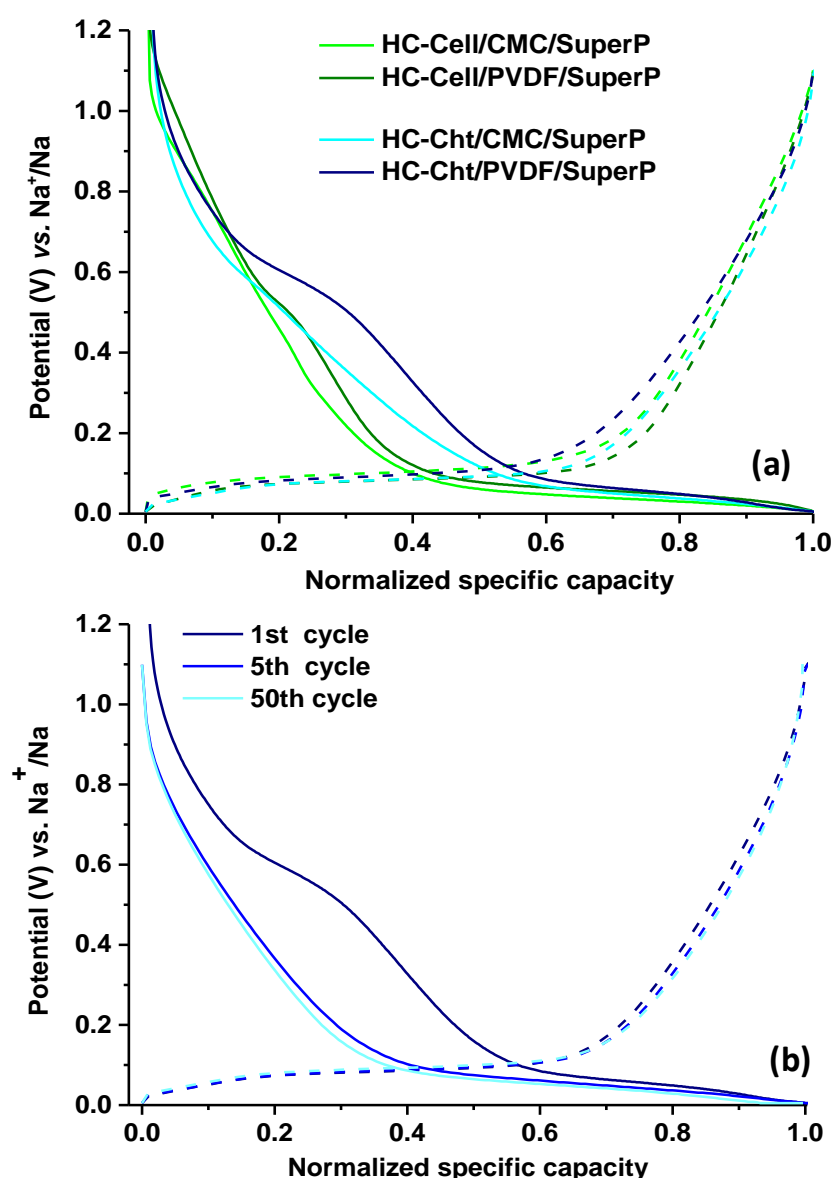 1.2
1.0
0.8
0.6
0.4
0.2
0.0
Potential (V) vs. Na⁺/Na
HC-Cell/CMC/SuperP
HC-Cell/PVDF/SuperP
HC-Cht/CMC/SuperP
HC-Cht/PVDF/SuperP
(a)
0.0 0.2 0.4 0.6 0.8 1.0
Normalized specific capacity
1.2
1.0
0.8
0.6
0.4
0.2
0.0
Potential (V) vs. Na⁺/Na
1st cycle
5th cycle
50th cycle
(b)
0.0 0.2 0.4 0.6 0.8 1.0
Normalized specific capacity